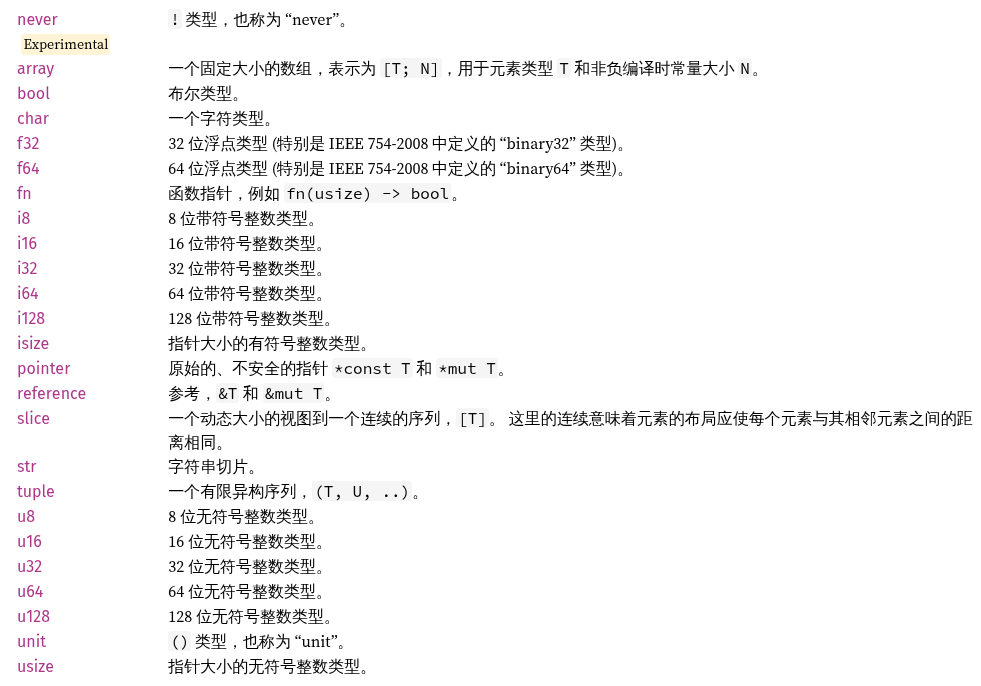 never ! 类型，也称为 “never”。
Experimental
array 一个固定大小的数组，表示为 [T; N]，用于元素类型 T 和非负编译时常量大小 N。
bool 布尔类型。
char 一个字符类型。
f32 32 位浮点类型 (特别是 IEEE 754-2008 中定义的 “binary32” 类型)。
f64 64 位浮点类型 (特别是 IEEE 754-2008 中定义的 “binary64” 类型)。
fn 函数指针，例如 fn(usize) -> bool。
i8 8 位带符号整数类型。
i16 16 位带符号整数类型。
i32 32 位带符号整数类型。
i64 64 位带符号整数类型。
i128 128 位带符号整数类型。
isize 指针大小的有符号整数类型。
pointer 原始的、不安全的指针 *const T 和 *mut T。
reference 参考，&T 和 &mut T。
slice 一个动态大小的视图到一个连续的序列，[T]。 这里的连续意味着元素的布局应使每个元素与其相邻元素之间的距
离相同。
str 字符串切片。
tuple 一个有限异构序列，(T, U, ..)。
u8 8 位无符号整数类型。
u16 16 位无符号整数类型。
u32 32 位无符号整数类型。
u64 64 位无符号整数类型。
u128 128 位无符号整数类型。
unit () 类型，也称为 “unit”。
usize 指针大小的无符号整数类型。